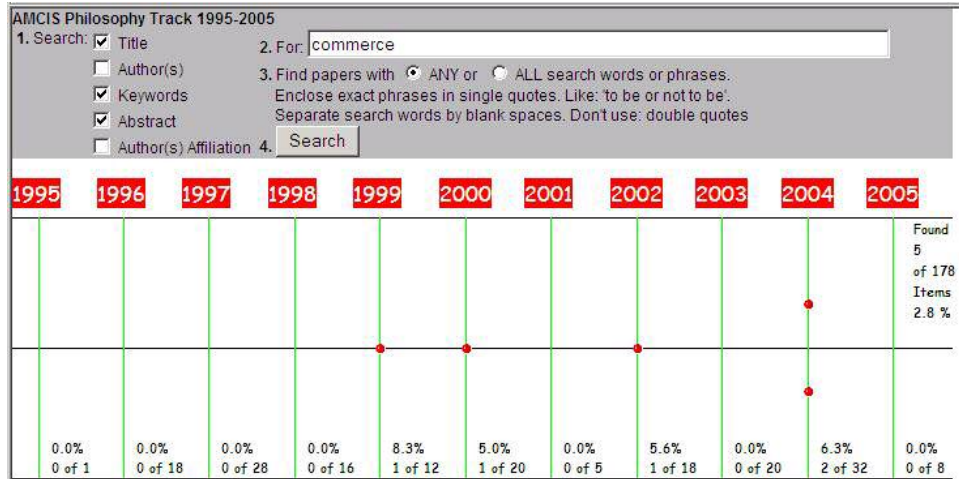 AMCIS Philosophy Track 1995-2005
1. Search: Title 2. For: commerce
Author(s) 3. Find papers with ANY or ALL search words or phrases.
Keywords Enclose exact phrases in single quotes. Like: 'to be or not to be'.
Abstract Separate search words by blank spaces. Don't use: double quotes
Author(s) Affiliation 4. Search
1995 1996 1997 1998 1999 2000 2001 2002 2003 2004 2005
Found
5
of 178
Items
2.8 %
0.0% 0.0% 0.0% 0.0% 8.3% 5.0% 0.0% 5.6% 0.0% 6.3% 0.0%
0 of 1 0 of 18 0 of 28 0 of 16 1 of 12 1 of 20 0 of 5 1 of 18 0 of 20 2 of 32 0 of 8